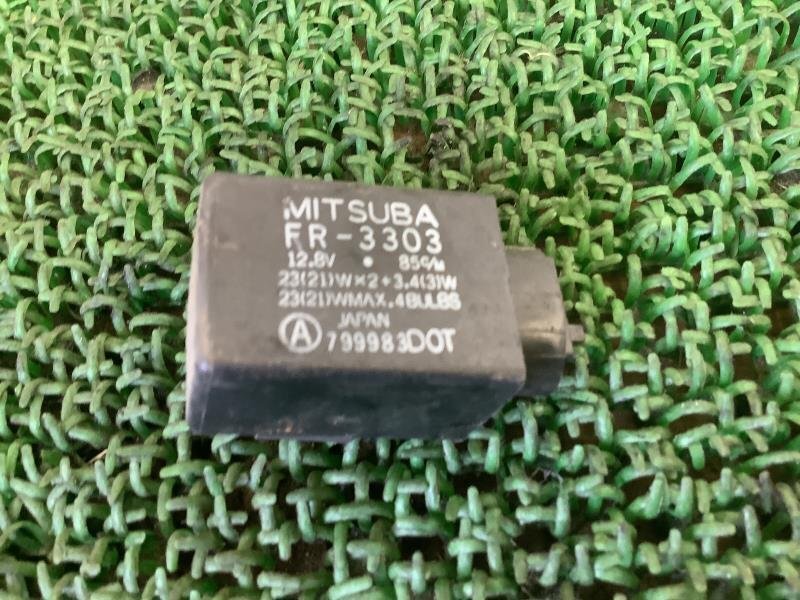 MITSUBA
FR-3303
12.8V • 85c/m
23(21)W×2+3.4(3)W
23(21)WMAX.4BULBS
JAPAN
Ⓐ 799983DOT